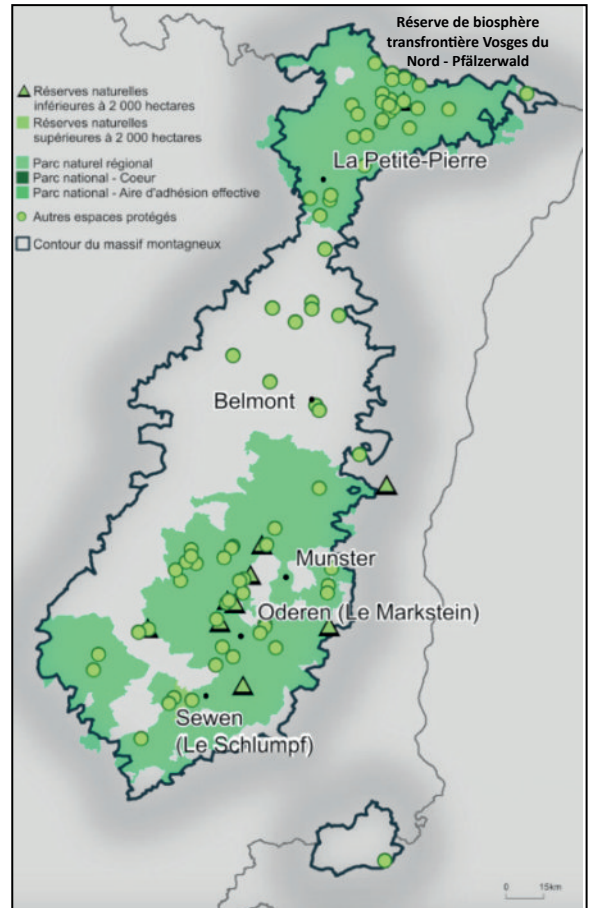 Réserve de biosphère
transfrontière Vosges du
Nord - Pfälzerwald
Réserves naturelles
inférieures à 2 000 hectares
Réserves naturelles
supérieures à 2 000 hectares
Parc naturel régional
Parc national - Coeur
Parc national - Aire d'adhésion effective
Autres espaces protégés
Contour du massif montagneux
La Petite-Pierre
Belmont
Munster
Oderen (Le Markstein)
Sewen
(Le Schlumpf)
0 15km